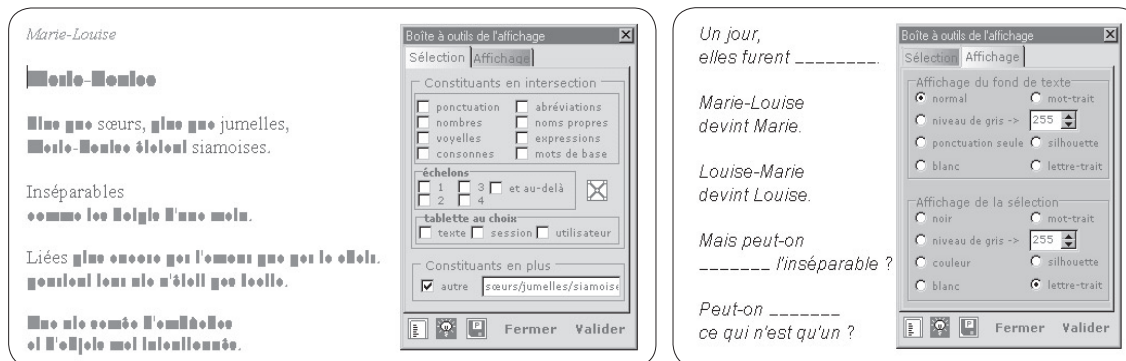 Marie-Louise
sœurs, jumelles,
siamoises.
Inséparables
Liées
Boîte à outils de l'affichage
Sélection Affichage
Constituants en intersection
ponctuation abréviations
nombres noms propres
voyelles expressions
consonnes mots de base
échelons
1 3 et au-delà
2 4
tablette au choix
texte session utilisateur
Constituants en plus
autre sœurs/jumelles/siamoise
Fermer Valider
Un jour,
elles furent _________.
Marie-Louise
devint Marie.
Louise-Marie
devint Louise.
Mais peut-on
_______ l'inséparable ?
Peut-on _______
ce qui n'est qu'un ?
Boîte à outils de l'affichage
Sélection Affichage
Affichage du fond de texte
normal mot-trait
niveau de gris -> 255
ponctuation seule silhouette
blanc lettre-trait
Affichage de la sélection
noir mot-trait
niveau de gris -> 255
couleur silhouette
blanc lettre-trait
Fermer Valider